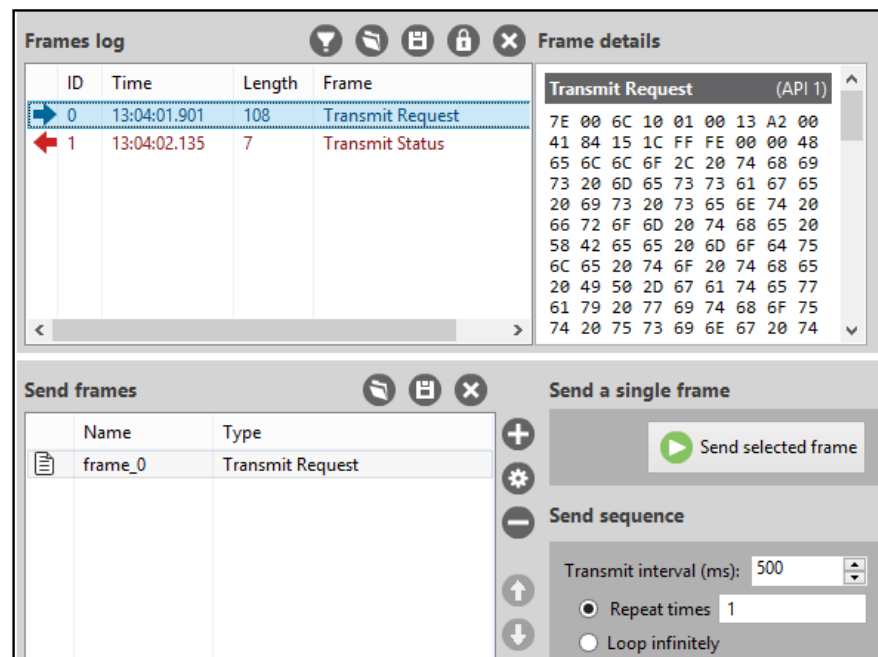 Frames log
ID Time Length Frame
0 13:04:01.901 108 Transmit Request
1 13:04:02.135 7 Transmit Status
Frame details
Transmit Request (API 1)
7E 00 6C 10 01 00 13 A2 00
41 84 15 1C FF FE 00 00 48
65 6C 6C 6F 2C 20 74 68 69
73 20 6D 65 73 73 61 67 65
20 69 73 20 73 65 6E 74 20
66 72 6F 6D 20 74 68 65 20
58 42 65 65 20 6D 6F 64 75
6C 65 20 74 6F 20 74 68 65
20 49 50 2D 67 61 74 65 77
61 79 20 77 69 74 68 6F 75
74 20 75 73 69 6E 67 20 74
Send frames
Name Type
frame_0 Transmit Request
Send a single frame
Send selected frame
Send sequence
Transmit interval (ms): 500
Repeat times 1
Loop infinitely